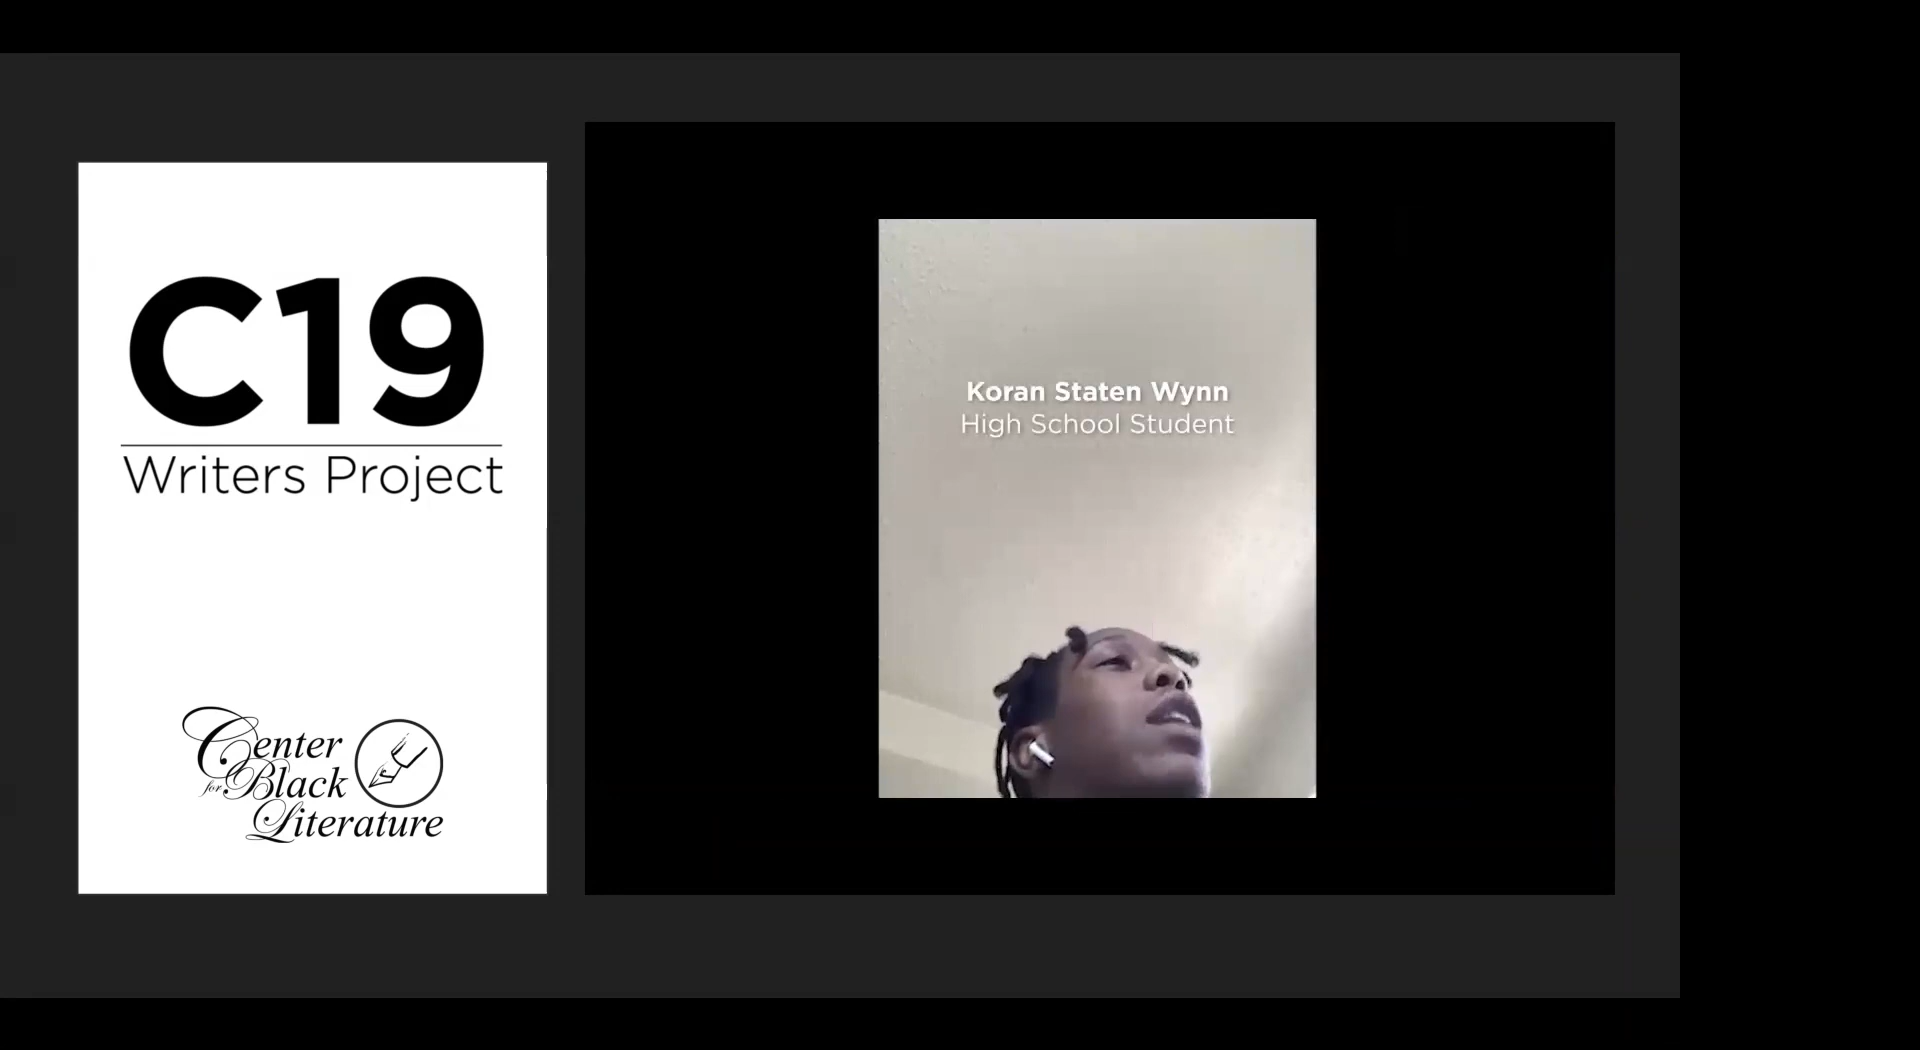 C19
Writers Project
Center
for Black
Literature
Koran Staten Wynn
High School Student